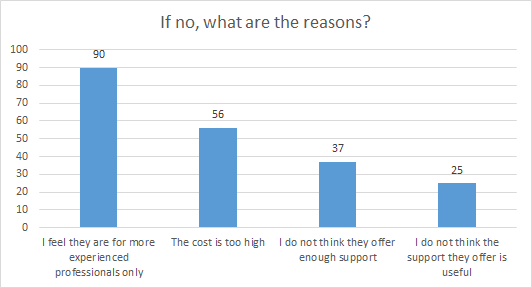 If no, what are the reasons?
100
90
80
70
60
50
40
30
20
10
0
90
56
37
25
I feel they are for more
experienced
professionals only
The cost is too high
I do not think they offer
enough support
I do not think the
support they offer is
useful